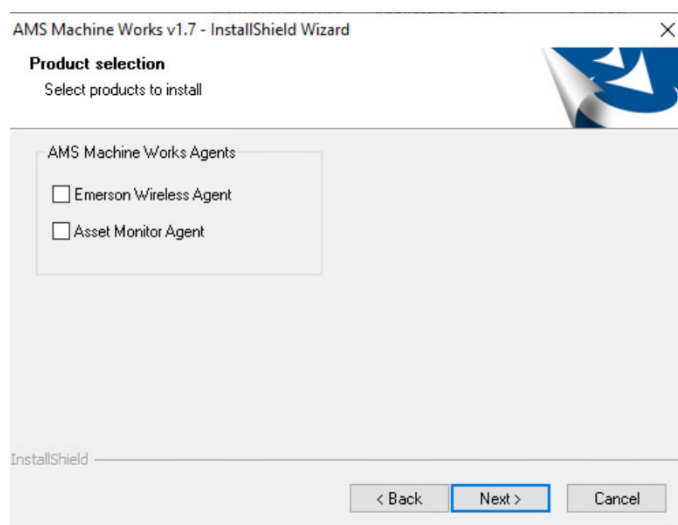 AMS Machine Works v1.7 - InstallShield Wizard
Product selection
Select products to install
AMS Machine Works Agents
Emerson Wireless Agent
Asset Monitor Agent
InstallShield
< Back Next > Cancel